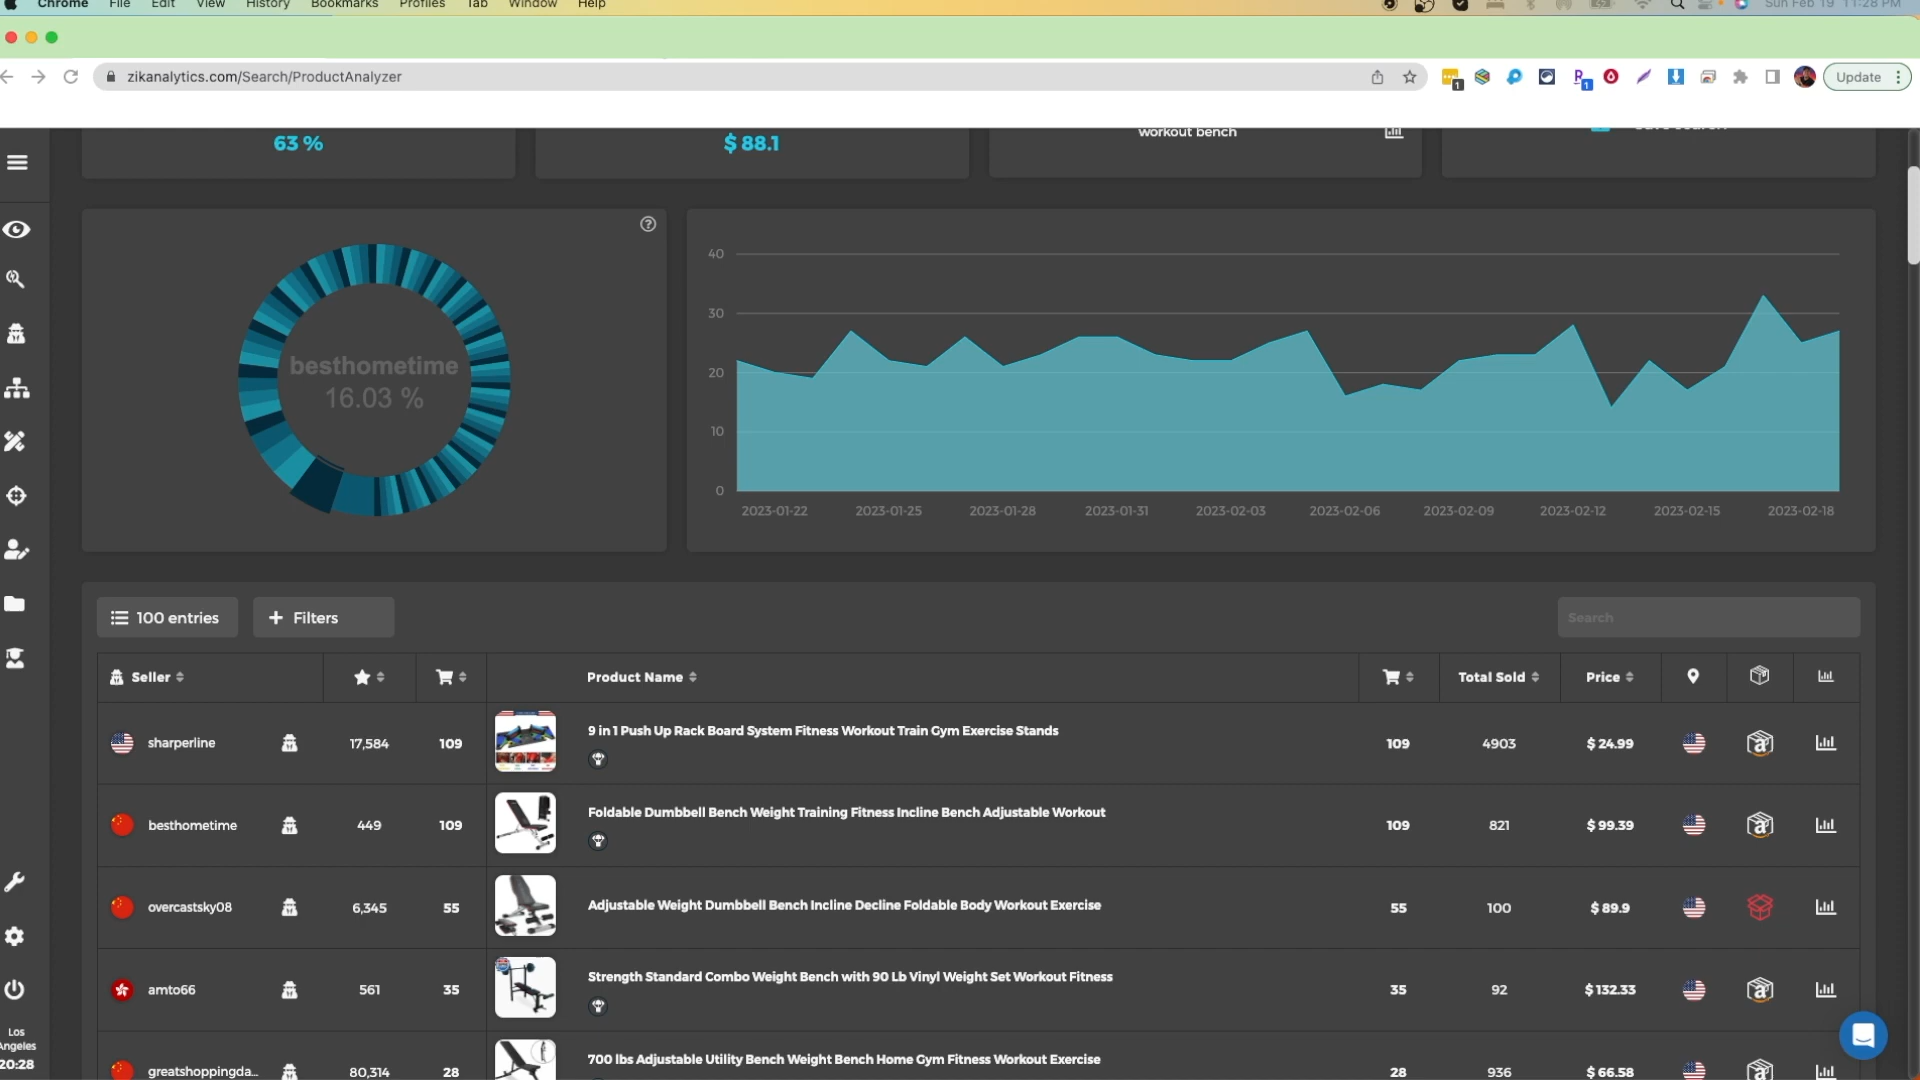 Chrome File Edit View History Bookmarks Profiles Tab Window Help Sun Feb 19 11:28 PM
zikanalytics.com/Search/ProductAnalyzer
1
1
Update
63 %
$ 88.1
workout bench
besthometime
16.03 %
40
30
20
10
0
2023-01-22 2023-01-25 2023-01-28 2023-01-31 2023-02-03 2023-02-06 2023-02-09 2023-02-12 2023-02-15 2023-02-18
100 entries
+ Filters
Search
Seller Product Name Total Sold Price
sharperline 17,584 109 9 in 1 Push Up Rack Board System Fitness Workout Train Gym Exercise Stands 109 4903 $ 24.99
besthometime 449 109 Foldable Dumbbell Bench Weight Training Fitness Incline Bench Adjustable Workout 109 821 $ 99.39
overcastsky08 6,345 55 Adjustable Weight Dumbbell Bench Incline Decline Foldable Body Workout Exercise 55 100 $ 89.9
amto66 561 35 Strength Standard Combo Weight Bench with 90 Lb Vinyl Weight Set Workout Fitness 35 92 $ 132.33
greatshoppingda... 80,314 28 700 lbs Adjustable Utility Bench Weight Bench Home Gym Fitness Workout Exercise 28 936 $ 66.58
Los
Angeles
20:28